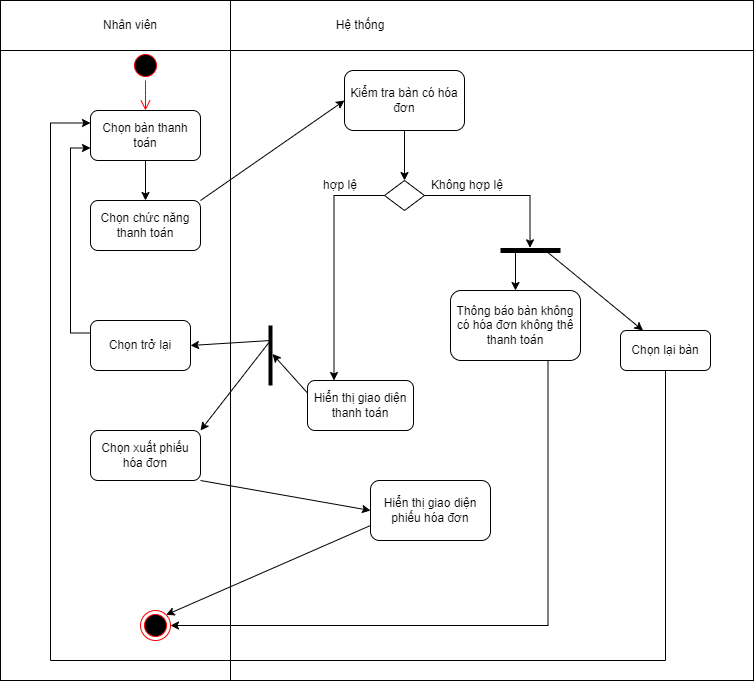 Nhân viên
Hệ thống
Kiểm tra bàn có hóa
đơn
Chọn bàn thanh
toán
hợp lệ
Không hợp lệ
Chọn chức năng
thanh toán
Thông báo bàn không
có hóa đơn không thể
thanh toán
Chọn trở lại
Chọn lại bàn
Hiển thị giao diện
thanh toán
Chọn xuất phiếu
hóa đơn
Hiển thị giao diện
phiếu hóa đơn